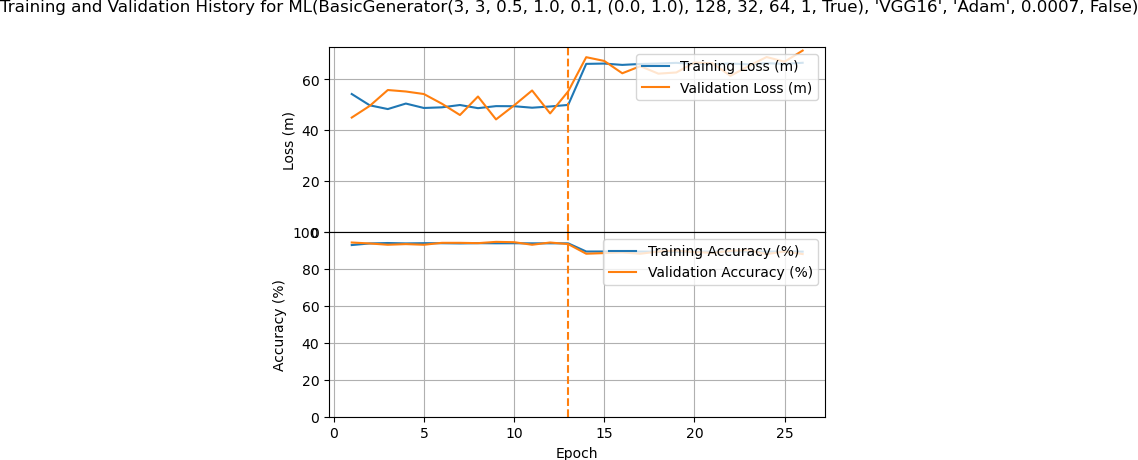 Training and Validation History for ML(BasicGenerator(3, 3, 0.5, 1.0, 0.1, (0.0, 1.0), 128, 32, 64, 1, True), 'VGG16', 'Adam', 0.0007, False)
Loss (m)
60
40
20
0
Training Loss (m)
Validation Loss (m)
Accuracy (%)
100
80
60
40
20
0
Training Accuracy (%)
Validation Accuracy (%)
0 5 10 15 20 25
Epoch